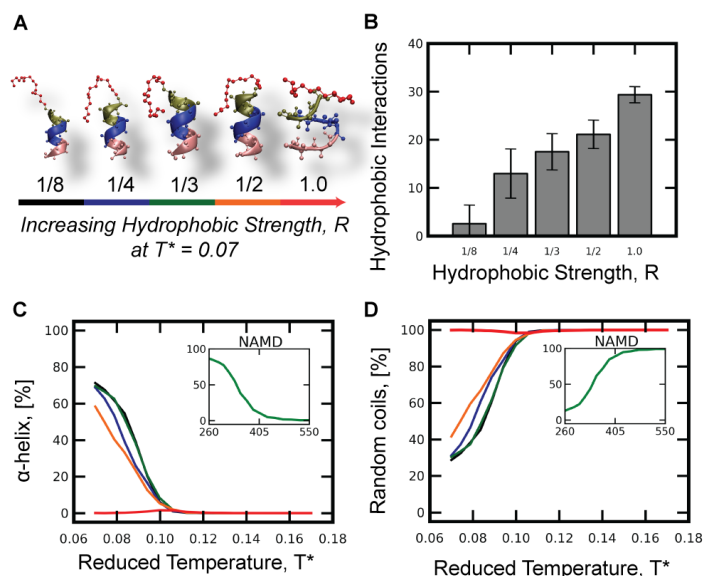 A
1/8 1/4 1/3 1/2 1.0
Increasing Hydrophobic Strength, R
at T* = 0.07
B
Hydrophobic Interactions
40
30
20
10
0
1/8 1/4 1/3 1/2 1.0
Hydrophobic Strength, R
C
α-helix, [%]
100
80
60
40
20
0
0.06 0.08 0.10 0.12 0.14 0.16 0.18
Reduced Temperature, T*
NAMD
100
50
0
260 405 550
D
Random coils, [%]
100
80
60
40
20
0
0.06 0.08 0.10 0.12 0.14 0.16 0.18
Reduced Temperature, T*
NAMD
100
50
0
260 405 550